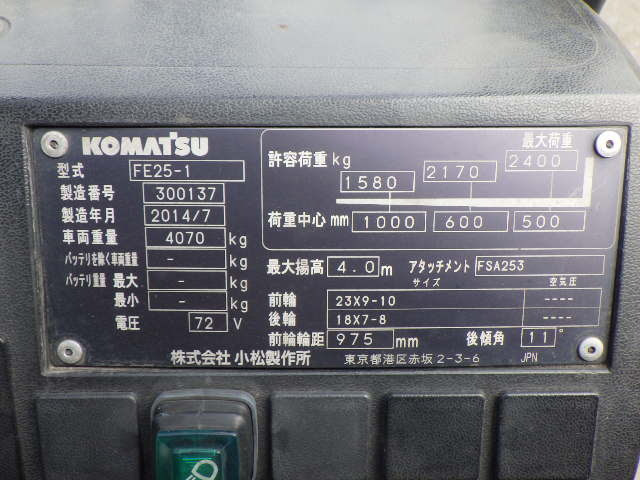 KOMATSU
型式 FE25-1
製造番号 300137
製造年月 2014/7
車両重量 4070 kg
バッテリを除く車両重量 - kg
バッテリ重量 最大 - kg
最小 - kg
電圧 72 V
最大荷重
許容荷重 kg 1580 2170 2400
荷重中心 mm 1000 600 500
最大揚高 4.0 m アタッチメント FSA253
サイズ 空気圧
前輪 23X9-10 ----
後輪 18X7-8 ----
前輪輪距 975 mm 後傾角 11°
株式会社 小松製作所 東京都港区赤坂2-3-6 JPN